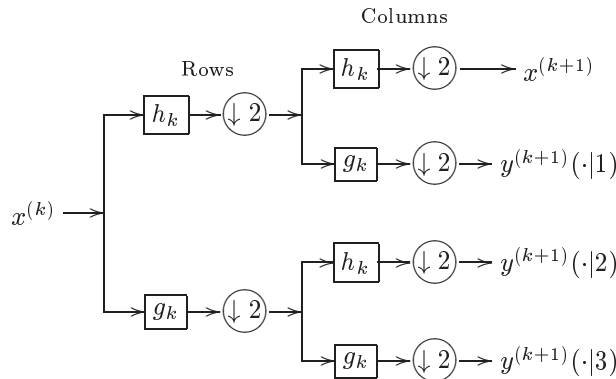 Columns
Rows
h_k ↓ 2 x^{(k+1)}
h_k ↓ 2
g_k ↓ 2 y^{(k+1)}(·|1)
x^{(k)}
h_k ↓ 2 y^{(k+1)}(·|2)
g_k ↓ 2
g_k ↓ 2 y^{(k+1)}(·|3)